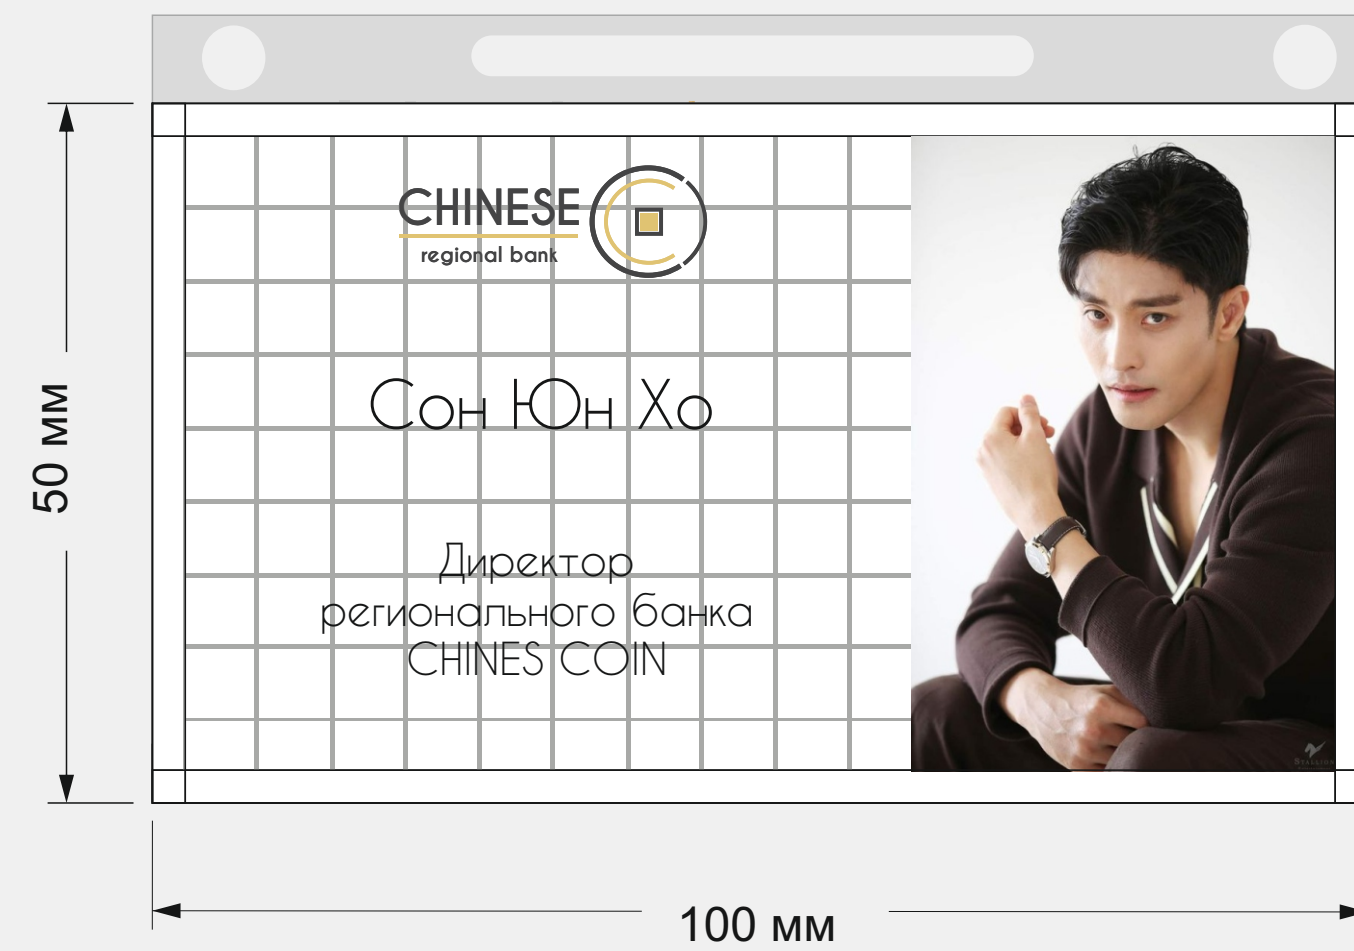 CHINESE
regional bank
Сон Юн Хо
Директор
регионального банка
CHINES COIN
50 мм
100 мм